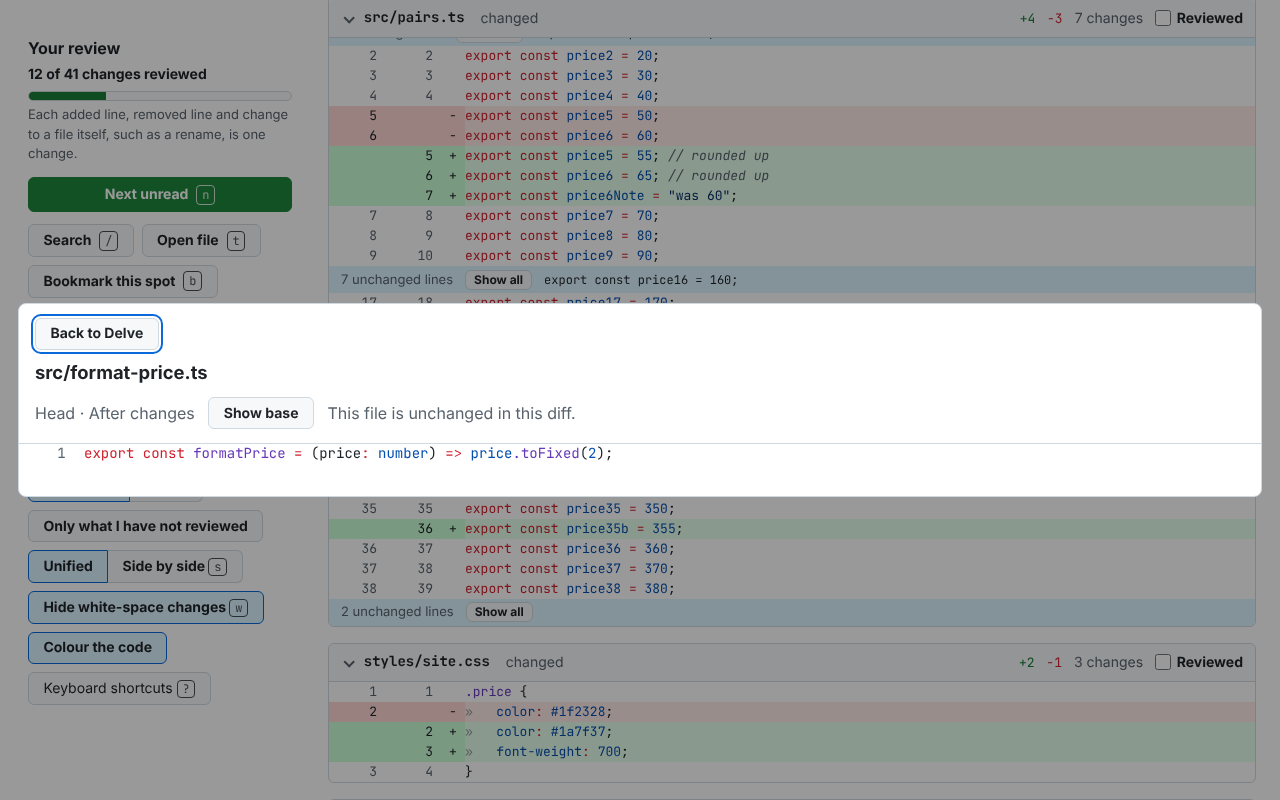 Your review
12 of 41 changes reviewed
Each added line, removed line and change
to a file itself, such as a rename, is one
change.
Next unread n
Search /
Open file t
Bookmark this spot b
src/pairs.ts changed +4 -3 7 changes Reviewed
2 2 export const price2 = 20;
3 3 export const price3 = 30;
4 4 export const price4 = 40;
5 - export const price5 = 50;
6 - export const price6 = 60;
5 + export const price5 = 55; // rounded up
6 + export const price6 = 65; // rounded up
7 + export const price6Note = "was 60";
7 8 export const price7 = 70;
8 9 export const price8 = 80;
9 10 export const price9 = 90;
7 unchanged lines Show all export const price16 = 160;
17 18 export const price17 = 170;
Back to Delve
src/format-price.ts
Head · After changes Show base This file is unchanged in this diff.
1 export const formatPrice = (price: number) => price.toFixed(2);
Only what I have not reviewed
Unified Side by side s
Hide white-space changes w
Colour the code
Keyboard shortcuts ?
35 35 export const price35 = 350;
36 + export const price35b = 355;
36 37 export const price36 = 360;
37 38 export const price37 = 370;
38 39 export const price38 = 380;
2 unchanged lines Show all
styles/site.css changed +2 -1 3 changes Reviewed
1 1 .price {
2 - » color: #1f2328;
2 + » color: #1a7f37;
3 + » font-weight: 700;
3 4 }